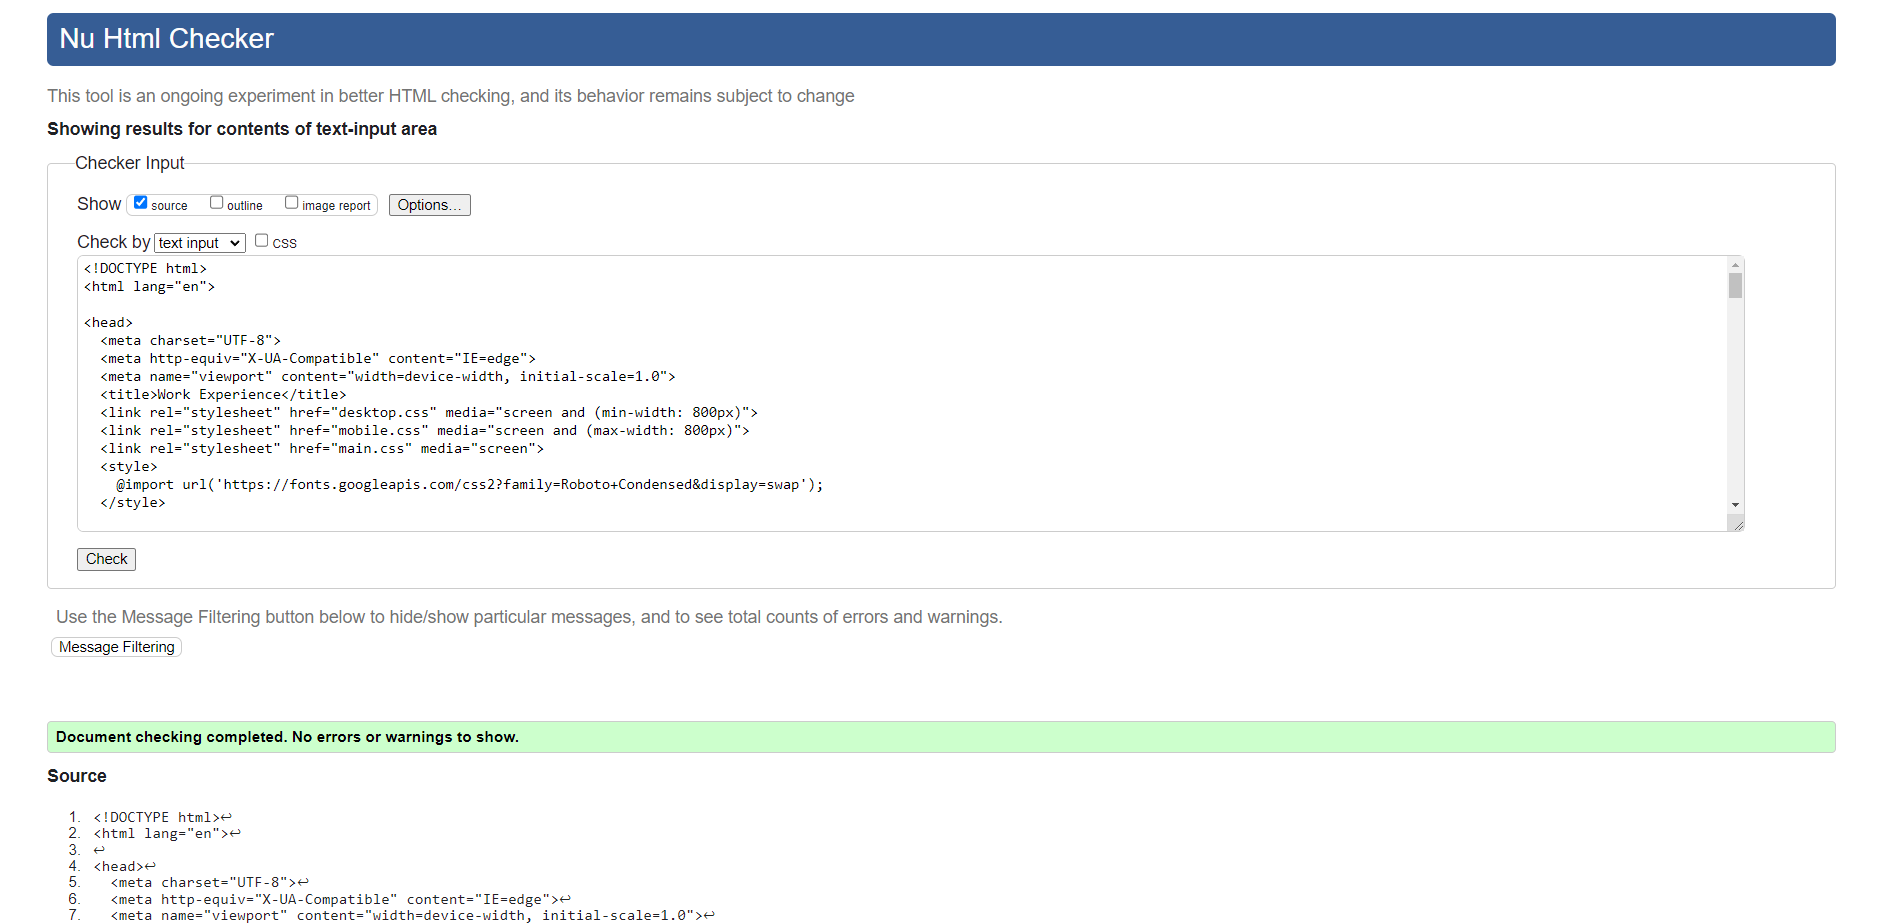 Nu Html Checker
This tool is an ongoing experiment in better HTML checking, and its behavior remains subject to change
Showing results for contents of text-input area
Checker Input
Show source outline image report Options...
Check by text input css
<!DOCTYPE html>
<html lang="en">
<head>
<meta charset="UTF-8">
<meta http-equiv="X-UA-Compatible" content="IE=edge">
<meta name="viewport" content="width=device-width, initial-scale=1.0">
<title>Work Experience</title>
<link rel="stylesheet" href="desktop.css" media="screen and (min-width: 800px)">
<link rel="stylesheet" href="mobile.css" media="screen and (max-width: 800px)">
<link rel="stylesheet" href="main.css" media="screen">
<style>
@import url('https://fonts.googleapis.com/css2?family=Roboto+Condensed&display=swap');
</style>
Check
Use the Message Filtering button below to hide/show particular messages, and to see total counts of errors and warnings.
Message Filtering
Document checking completed. No errors or warnings to show.
Source
1. <!DOCTYPE html>↩
2. <html lang="en">↩
3. ↩
4. <head>↩
5. <meta charset="UTF-8">↩
6. <meta http-equiv="X-UA-Compatible" content="IE=edge">↩
7. <meta name="viewport" content="width=device-width, initial-scale=1.0">↩